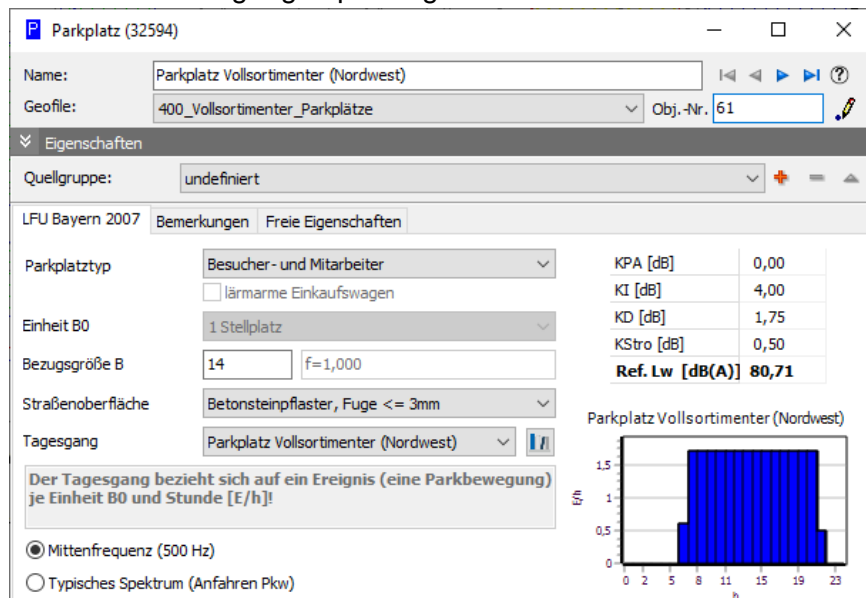 Parkplatz (32594)
Name: Parkplatz Vollsortimenter (Nordwest)
Geofile: 400_Vollsortimenter_Parkplätze Obj.-Nr. 61
Eigenschaften
Quellgruppe: undefiniert
LFU Bayern 2007 Bemerkungen Freie Eigenschaften
Parkplatztyp Besucher- und Mitarbeiter
lärmarme Einkaufswagen
Einheit B0 1 Stellplatz
Bezugsgröße B 14 f=1,000
Straßenoberfläche Betonsteinpflaster, Fuge <= 3mm
Tagesgang Parkplatz Vollsortimenter (Nordwest)
Der Tagesgang bezieht sich auf ein Ereignis (eine Parkbewegung)
je Einheit B0 und Stunde [E/h]!
Mittenfrequenz (500 Hz)
Typisches Spektrum (Anfahren Pkw)
KPA [dB] 0,00
KI [dB] 4,00
KD [dB] 1,75
KStro [dB] 0,50
Ref. Lw [dB(A)] 80,71
Parkplatz Vollsortimenter (Nordwest)
E/h
1,5
1
0,5
0
0 2 5 8 11 15 19 23